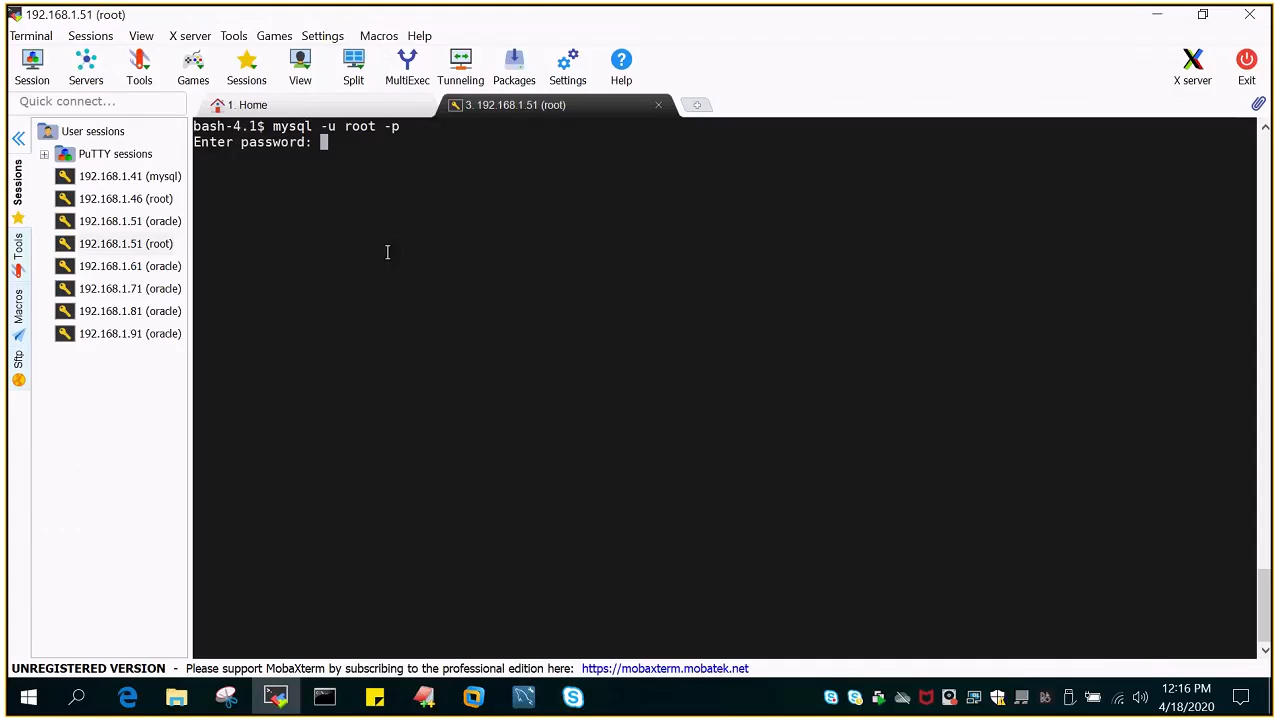 192.168.1.51 (root)
Terminal Sessions View X server Tools Games Settings Macros Help
Session Servers Tools Games Sessions View Split MultiExec Tunneling Packages Settings Help X server Exit
Quick connect...
1. Home
3. 192.168.1.51 (root)
User sessions
PuTTY sessions
192.168.1.41 (mysql)
192.168.1.46 (root)
192.168.1.51 (oracle)
192.168.1.51 (root)
192.168.1.61 (oracle)
192.168.1.71 (oracle)
192.168.1.81 (oracle)
192.168.1.91 (oracle)
Sessions
Tools
Macros
Sftp
bash-4.1$ mysql -u root -p
Enter password:
UNREGISTERED VERSION - Please support MobaXterm by subscribing to the professional edition here: https://mobaxterm.mobatek.net
12:16 PM
4/18/2020